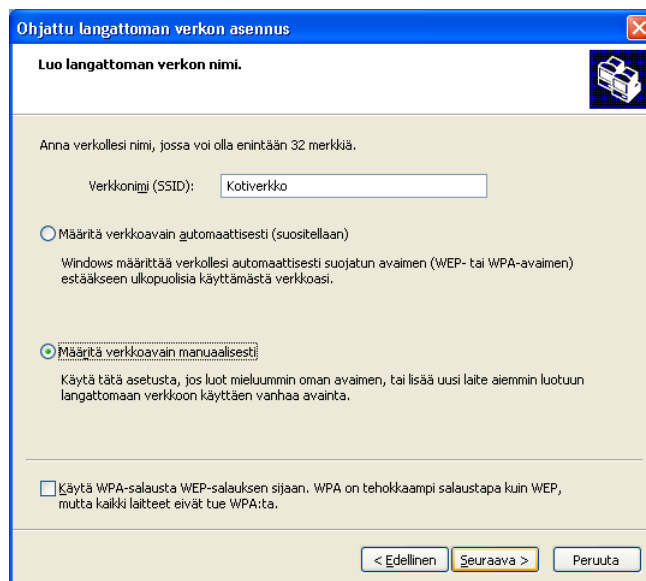 Ohjattu langattoman verkon asennus
Luo langattoman verkon nimi.
Anna verkollesi nimi, jossa voi olla enintään 32 merkkiä.
Verkkonimi (SSID): Kotiverkko
Määritä verkkoavain automaattisesti (suositellaan)
Windows määrittää verkollesi automaattisesti suojatun avaimen (WEP- tai WPA-avaimen)
estääkseen ulkopuolisia käyttämästä verkkoasi.
Määritä verkkoavain manuaalisesti
Käytä tätä asetusta, jos luot mieluummin oman avaimen, tai lisää uusi laite aiemmin luotuun
langattomaan verkkoon käyttäen vanhaa avainta.
Käytä WPA-salausta WEP-salauksen sijaan. WPA on tehokkaampi salaustapa kuin WEP,
mutta kaikki laitteet eivät tue WPA:ta.
< Edellinen Seuraava > Peruuta